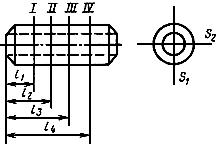 I II III IV
S₂
l₁
l₂
l₃
l₄
S₁